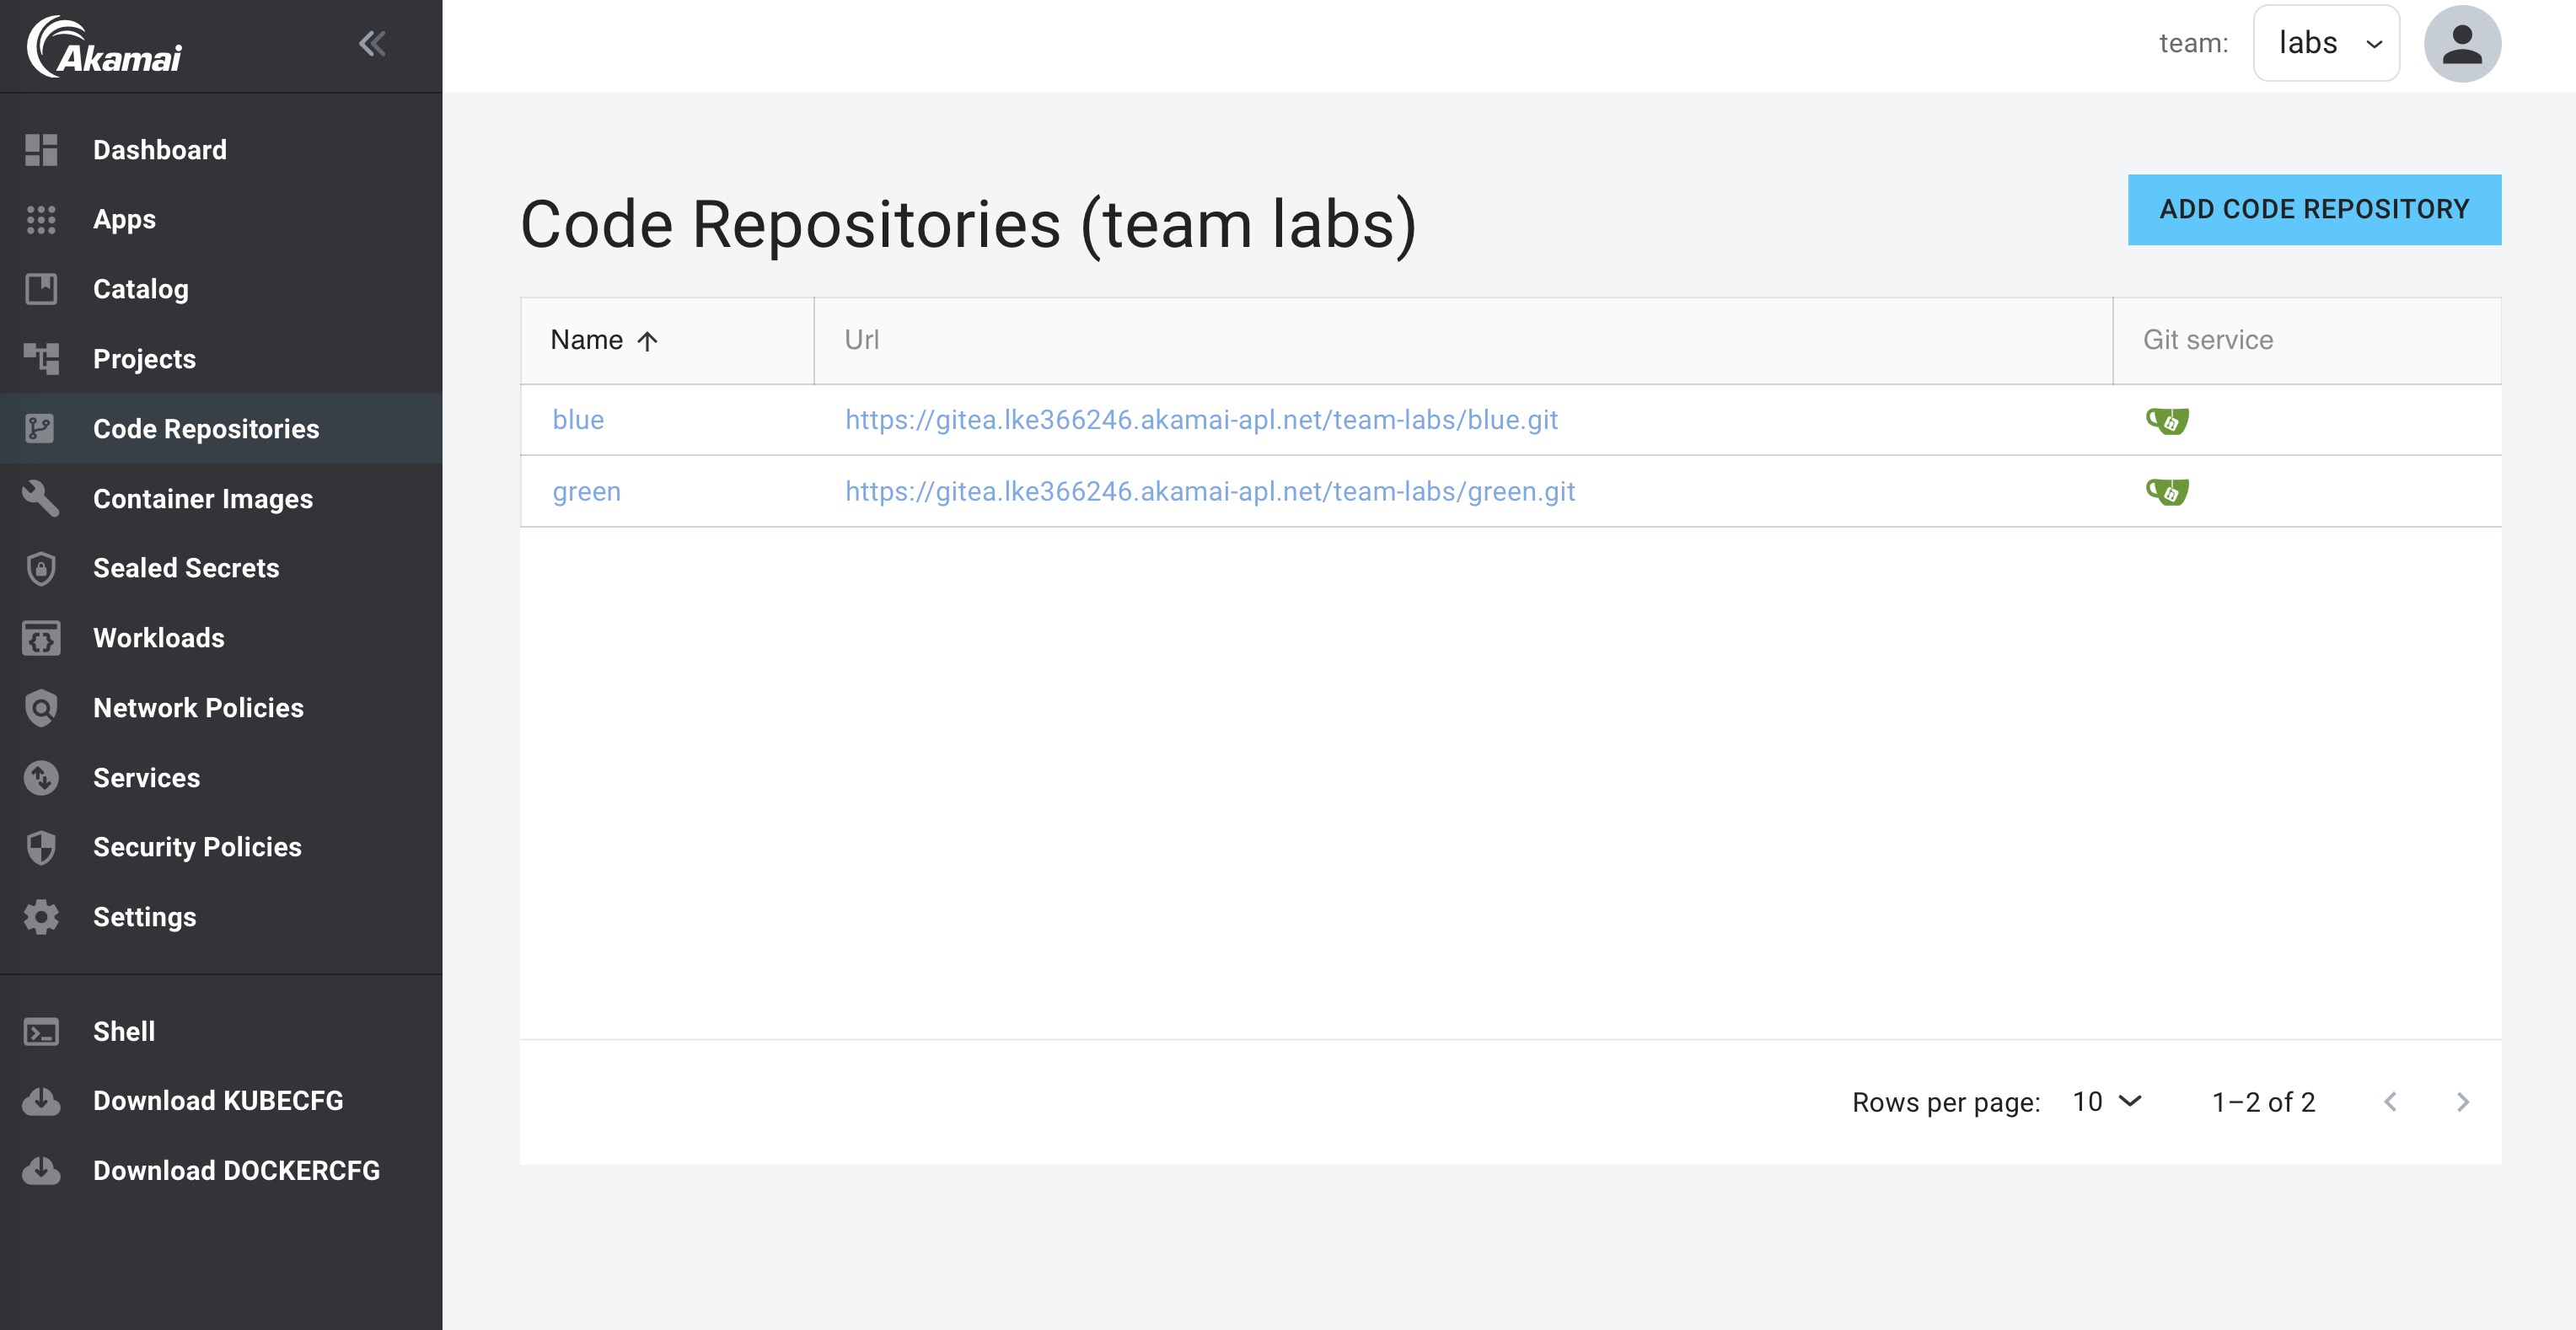 Akamai
team: labs
Dashboard
Apps
Catalog
Projects
Code Repositories
Container Images
Sealed Secrets
Workloads
Network Policies
Services
Security Policies
Settings
Shell
Download KUBECFG
Download DOCKERCFG
Code Repositories (team labs)
ADD CODE REPOSITORY
Name Url Git service
blue https://gitea.lke366246.akamai-apl.net/team-labs/blue.git
green https://gitea.lke366246.akamai-apl.net/team-labs/green.git
Rows per page: 10 1–2 of 2